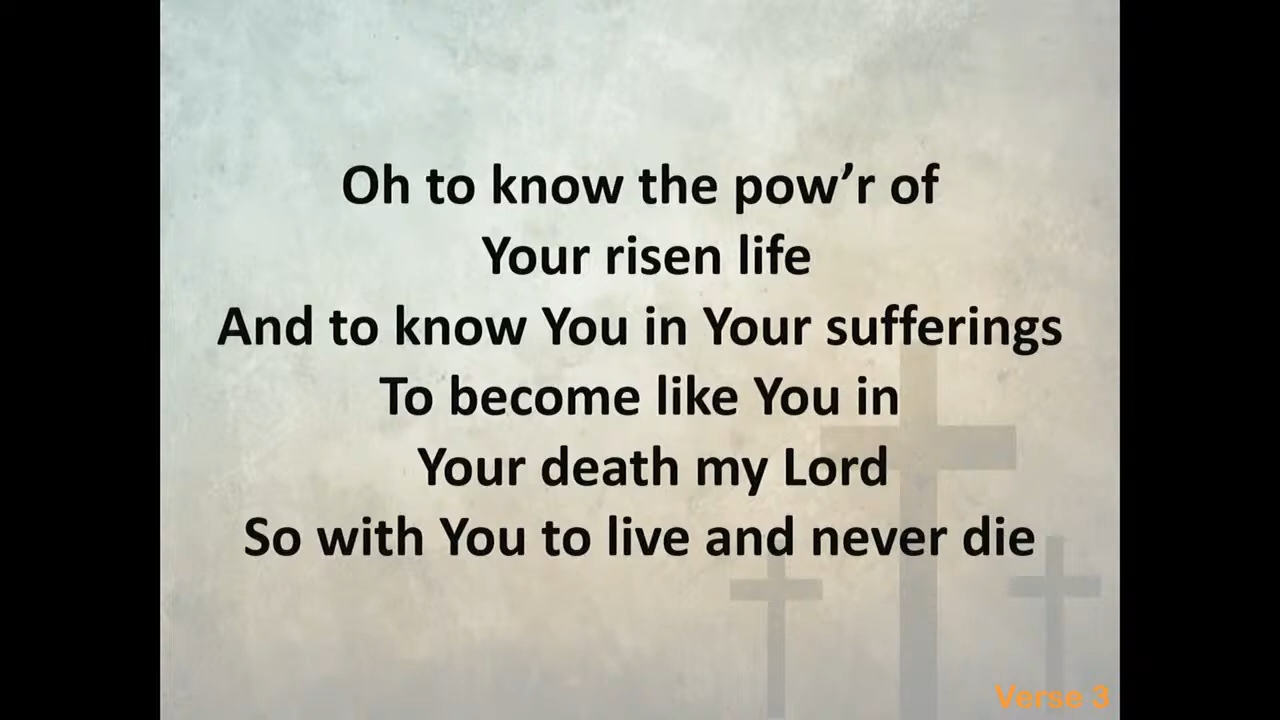 Oh to know the pow’r of
Your risen life
And to know You in Your sufferings
To become like You in
Your death my Lord
So with You to live and never die
Verse 3